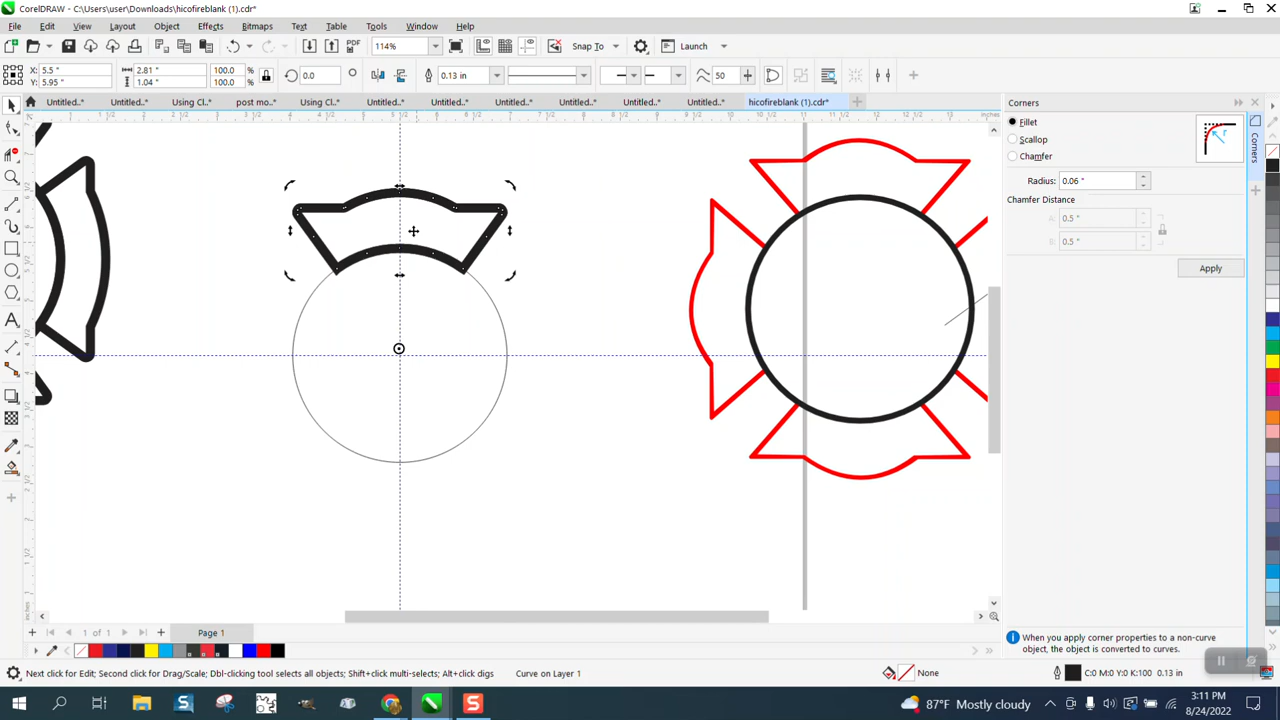 CorelDRAW - C:\Users\user\Downloads\hicofireblank (1).cdr*
File Edit View Layout Object Effects Bitmaps Text Table Tools Window Help
PDF 114% Snap To Launch
X: 5.5 " 2.81 " 100.0 % 0.0 0.13 in 50
Y: 5.95 " 1.04 " 100.0 %
Untitled..* Untitled..* Using Cl..* post mo..* Using Cl..* Untitled..* Untitled..* Untitled..* Untitled..* Untitled..* Untitled..* hicofireblank (1).cdr*
inches
Corners
Fillet
Scallop
Chamfer
Radius: 0.06 "
Chamfer Distance
A: 0.5 "
B: 0.5 "
Apply
Corners
1 of 1 Page 1
When you apply corner properties to a non-curve object, the object is converted to curves.
Next click for Edit; Second click for Drag/Scale; Dbl-clicking tool selects all objects; Shift+click multi-selects; Alt+click digs Curve on Layer 1 None C:0 M:0 Y:0 K:100 0.13 in
87°F Mostly cloudy 3:11 PM
8/24/2022